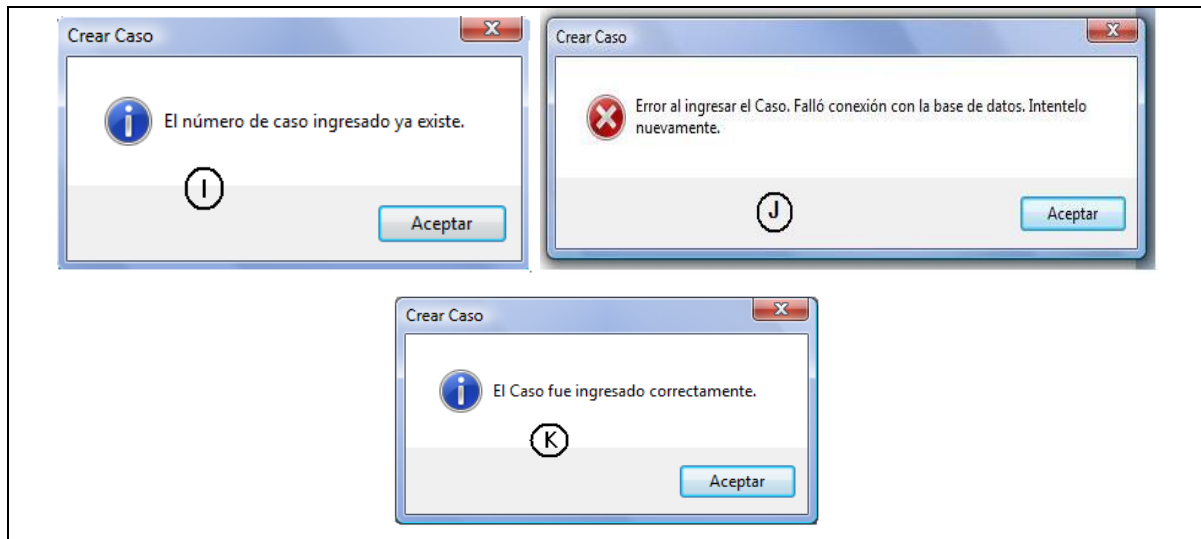 Crear Caso
X
El número de caso ingresado ya existe.
I
Aceptar
Crear Caso
X
Error al ingresar el Caso. Falló conexión con la base de datos. Intentelo
nuevamente.
J
Aceptar
Crear Caso
X
El Caso fue ingresado correctamente.
K
Aceptar